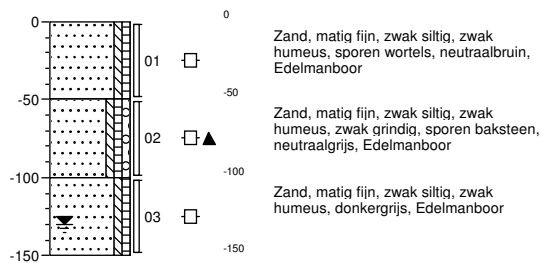 0
0
Zand, matig fijn, zwak siltig, zwak
humeus, sporen wortels, neutraalbruin,
Edelmanboor
01
-50
-50
Zand, matig fijn, zwak siltig, zwak
humeus, zwak grindig, sporen baksteen,
neutraalgrijs, Edelmanboor
02
-100
-100
Zand, matig fijn, zwak siltig, zwak
humeus, donkergrijs, Edelmanboor
03
-150
-150